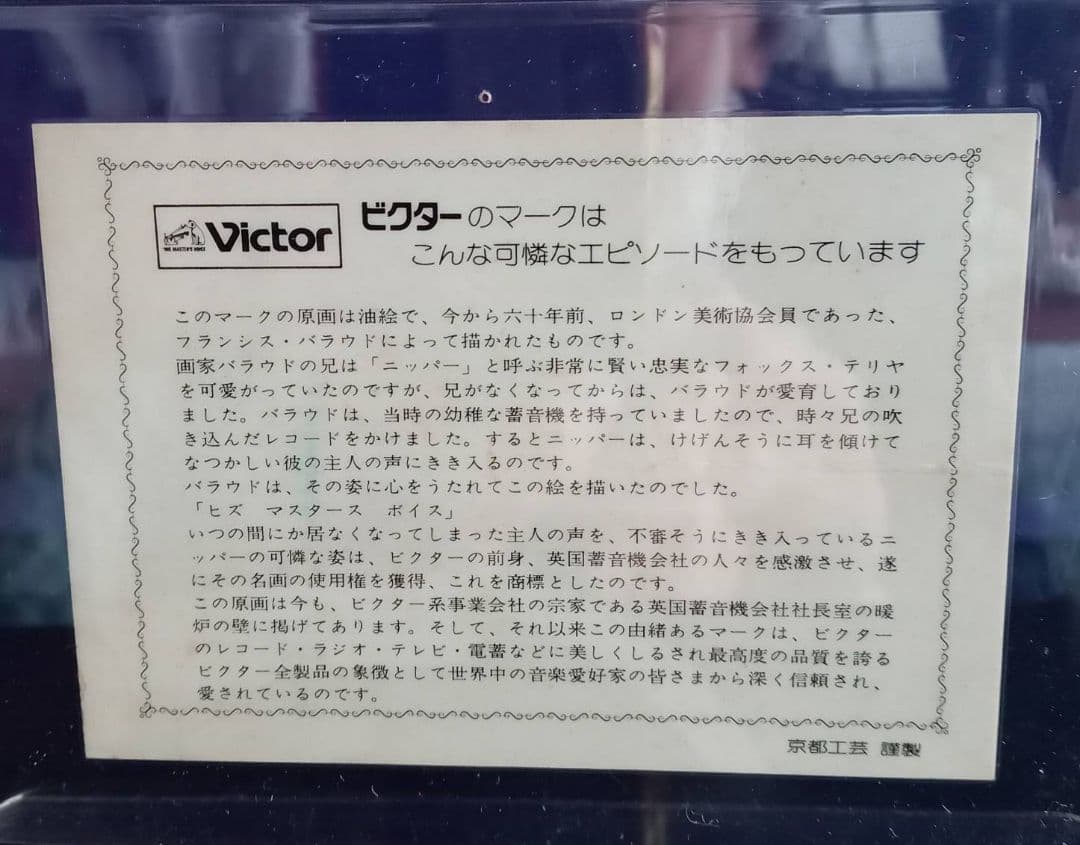 Victor
HIS MASTER'S VOICE
ビクターのマークは
こんな可憐なエピソードをもっています
このマークの原画は油絵で、今から六十年前、ロンドン美術協会員であった、
フランシス・バラウドによって描かれたものです。
画家バラウドの兄は「ニッパー」と呼ぶ非常に賢い忠実なフォックス・テリヤ
を可愛がっていたのですが、兄がなくなってからは、バラウドが愛育しており
ました。バラウドは、当時の幼稚な蓄音機を持っていましたので、時々兄の吹
き込んだレコードをかけました。するとニッパーは、けげんそうに耳を傾けて
なつかしい彼の主人の声にきき入るのです。
バラウドは、その姿に心をうたれてこの絵を描いたのでした。
「ヒズ マスタース ボイス」
いつの間にか居なくなってしまった主人の声を、不審そうにきき入っているニ
ッパーの可憐な姿は、ビクターの前身、英国蓄音機会社の人々を感激させ、遂
にその名画の使用権を獲得、これを商標としたのです。
この原画は今も、ビクター系事業会社の宗家である英国蓄音機会社社長室の暖
炉の壁に掲げてあります。そして、それ以来この由緒あるマークは、ビクター
のレコード・ラジオ・テレビ・電蓄などに美しくしるされ最高度の品質を誇る
ビクター全製品の象徴として世界中の音楽愛好家の皆さまから深く信頼され、
愛されているのです。
京都工芸 謹製